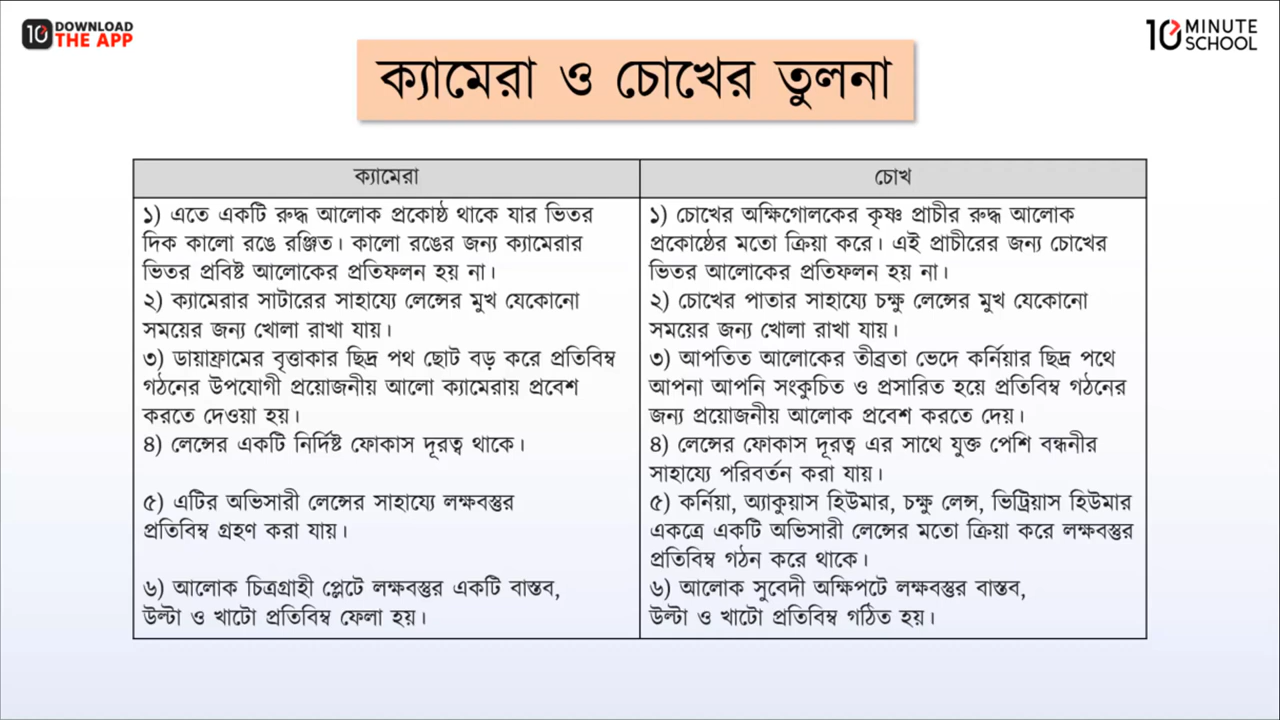 DOWNLOAD
THE APP
10 MINUTE
SCHOOL
ক্যামেরা ও চোখের তুলনা
ক্যামেরা
১) এতে একটি রুদ্ধ আলোক প্রকোষ্ঠ থাকে যার ভিতর
দিক কালো রঙে রঞ্জিত। কালো রঙের জন্য ক্যামেরার
ভিতর প্রবিষ্ট আলোকের প্রতিফলন হয় না।
২) ক্যামেরার সাটারের সাহায্যে লেন্সের মুখ যেকোনো
সময়ের জন্য খোলা রাখা যায়।
৩) ডায়াফ্রামের বৃত্তাকার ছিদ্র পথ ছোট বড় করে প্রতিবিম্ব
গঠনের উপযোগী প্রয়োজনীয় আলো ক্যামেরায় প্রবেশ
করতে দেওয়া হয়।
৪) লেন্সের একটি নির্দিষ্ট ফোকাস দূরত্ব থাকে।
৫) এটির অভিসারী লেন্সের সাহায্যে লক্ষবস্তুর
প্রতিবিম্ব গ্রহণ করা যায়।
৬) আলোক চিত্রগ্রাহী প্লেটে লক্ষবস্তুর একটি বাস্তব,
উল্টা ও খাটো প্রতিবিম্ব ফেলা হয়।
চোখ
১) চোখের অক্ষিগোলকের কৃষ্ণ প্রাচীর রুদ্ধ আলোক
প্রকোষ্ঠের মতো ক্রিয়া করে। এই প্রাচীরের জন্য চোখের
ভিতর আলোকের প্রতিফলন হয় না।
২) চোখের পাতার সাহায্যে চক্ষু লেন্সের মুখ যেকোনো
সময়ের জন্য খোলা রাখা যায়।
৩) আপতিত আলোকের তীব্রতা ভেদে কর্নিয়ার ছিদ্র পথে
আপনা আপনি সংকুচিত ও প্রসারিত হয়ে প্রতিবিম্ব গঠনের
জন্য প্রয়োজনীয় আলোক প্রবেশ করতে দেয়।
৪) লেন্সের ফোকাস দূরত্ব এর সাথে যুক্ত পেশি বন্ধনীর
সাহায্যে পরিবর্তন করা যায়।
৫) কর্নিয়া, অ্যাকুয়াস হিউমার, চক্ষু লেন্স, ভিট্রিয়াস হিউমার
একত্রে একটি অভিসারী লেন্সের মতো ক্রিয়া করে লক্ষবস্তুর
প্রতিবিম্ব গঠন করে থাকে।
৬) আলোক সুবেদী অক্ষিপটে লক্ষবস্তুর বাস্তব,
উল্টা ও খাটো প্রতিবিম্ব গঠিত হয়।